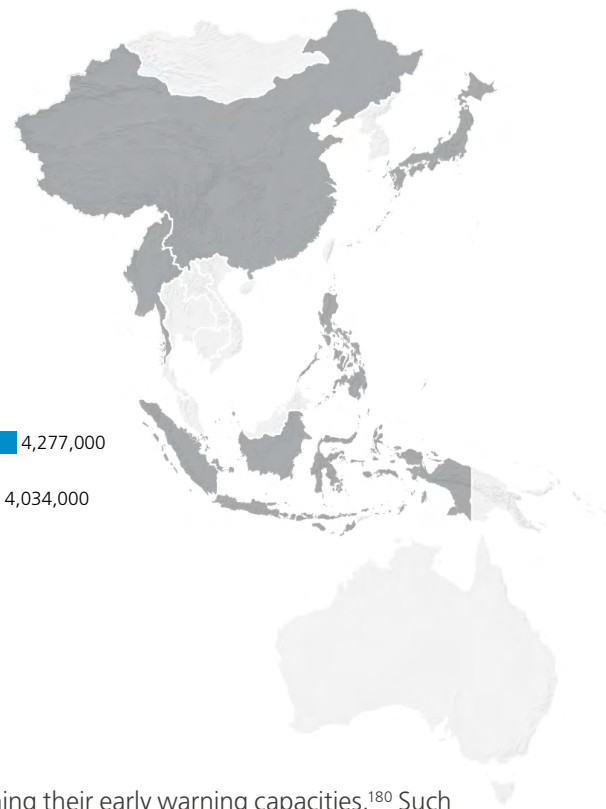 4,277,000
4,034,000
ning their early warning capacities.¹⁸⁰ Such